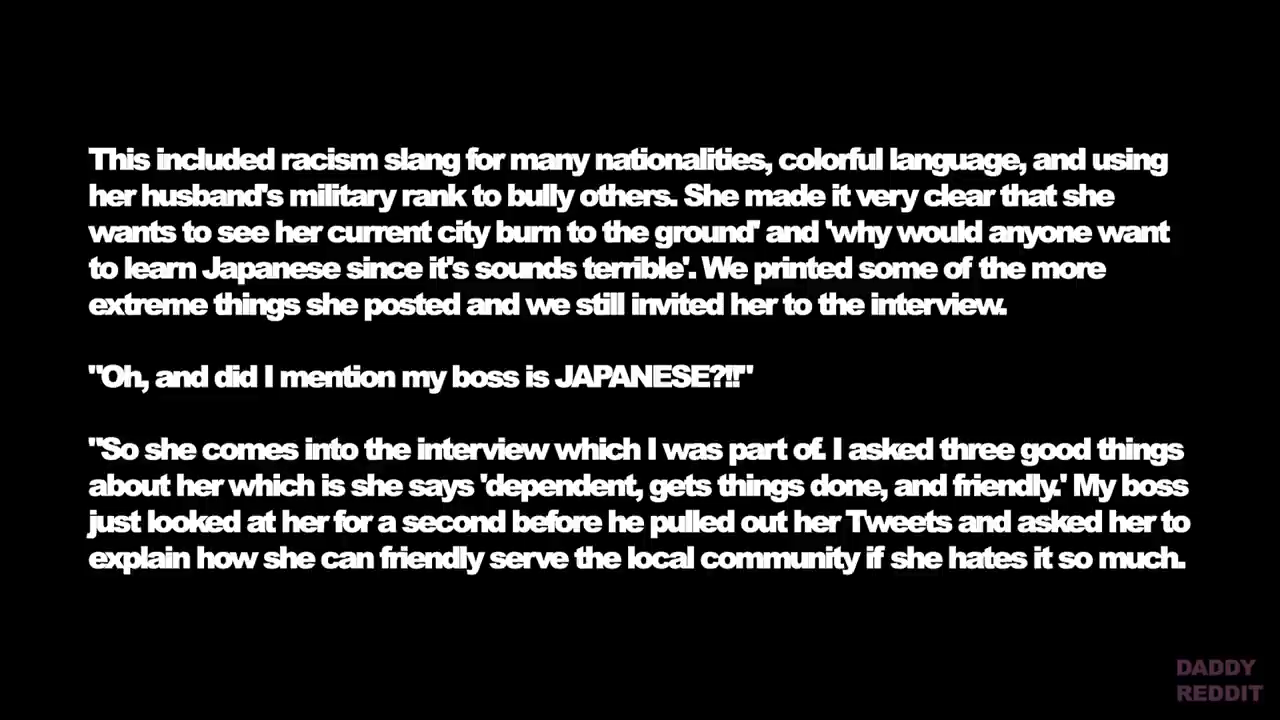 This included racism slang for many nationalities, colorful language, and using
her husband's military rank to bully others. She made it very clear that she
wants to see her current city burn to the ground' and 'why would anyone want
to learn Japanese since it's sounds terrible'. We printed some of the more
extreme things she posted and we still invited her to the interview.
"Oh, and did I mention my boss is JAPANESE?!!"
"So she comes into the interview which I was part of. I asked three good things
about her which is she says 'dependent, gets things done, and friendly.' My boss
just looked at her for a second before he pulled out her Tweets and asked her to
explain how she can friendly serve the local community if she hates it so much.
DADDY
REDDIT